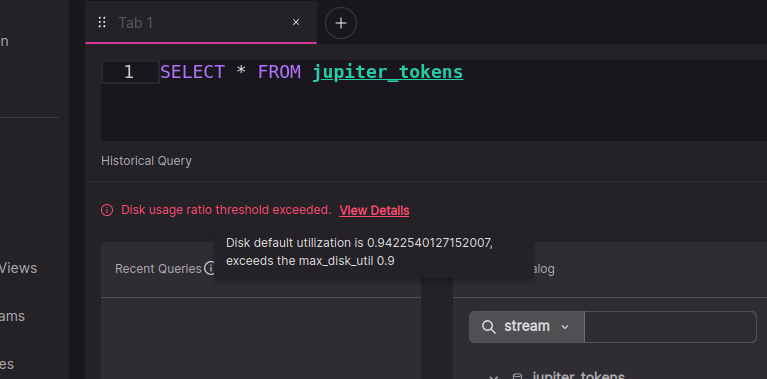 Tab 1
n
1 SELECT * FROM jupiter_tokens
Historical Query
Disk usage ratio threshold exceeded. View Details
Disk default utilization is 0.9422540127152007,
exceeds the max_disk_util 0.9
Views
Recent Queries
alog
ams
stream
es
jupiter_tokens